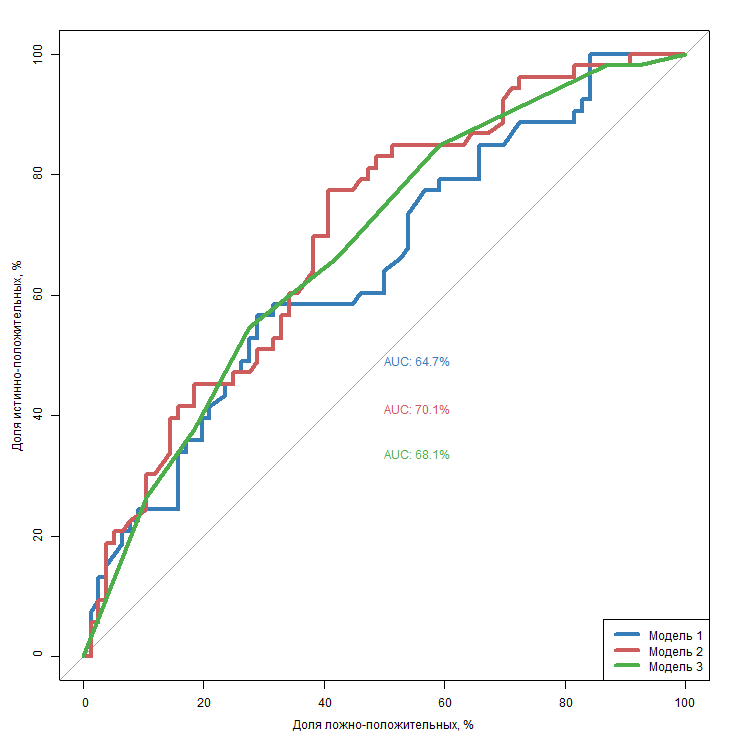 100
80
60
40
20
0
Доля истинно-положительных, %
AUC: 64.7%
AUC: 70.1%
AUC: 68.1%
Модель 1
Модель 2
Модель 3
0 20 40 60 80 100
Доля ложно-положительных, %